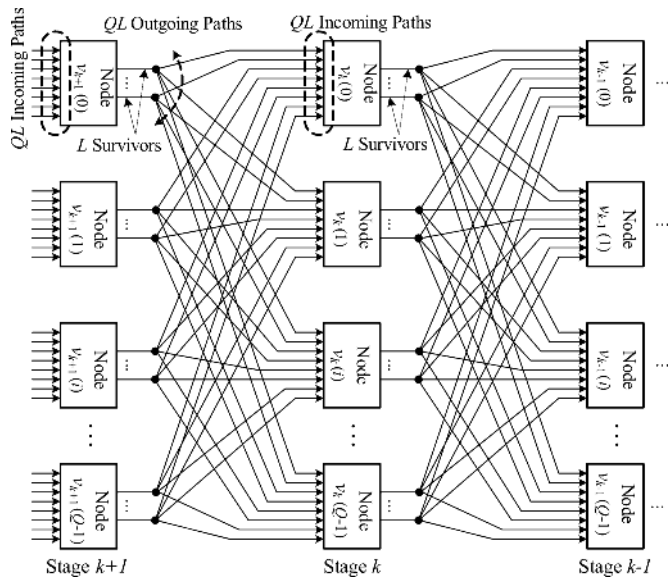 QL Outgoing Paths
QL Incoming Paths
QL Incoming Paths
Node
v_{k+1}(0)
...
L Survivors
Node
v_k(0)
...
L Survivors
Node
v_{k-1}(0)
...
Node
v_{k+1}(1)
...
Node
v_k(1)
...
Node
v_{k-1}(1)
...
Node
v_{k+1}(i)
...
Node
v_k(i)
...
Node
v_{k-1}(i)
...
...
...
...
Node
v_{k+1}(Q-1)
...
Node
v_k(Q-1)
...
Node
v_{k-1}(Q-1)
...
Stage k+1
Stage k
Stage k-1